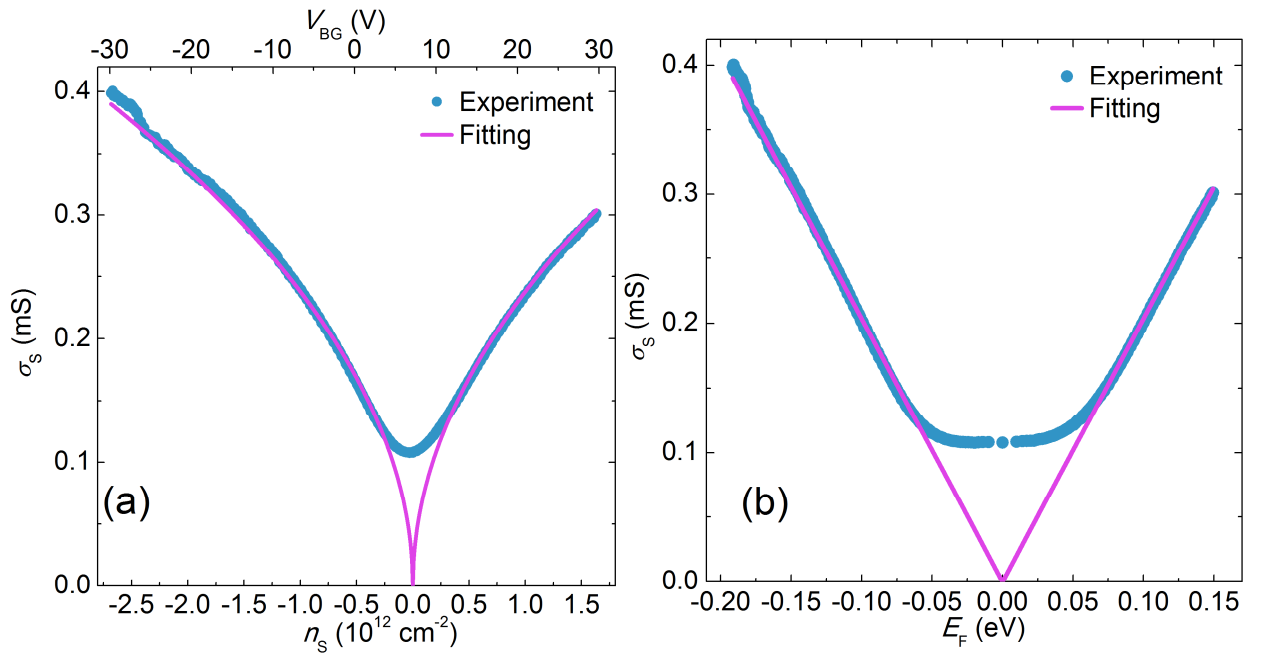 V_BG (V)
-30 -20 -10 0 10 20 30
0.4
0.3
0.2
0.1
0.0
σ_S (mS)
Experiment
Fitting
(a)
-2.5 -2.0 -1.5 -1.0 -0.5 0.0 0.5 1.0 1.5
n_S (10^12 cm^-2)
0.4
0.3
0.2
0.1
0.0
σ_S (mS)
Experiment
Fitting
(b)
-0.20 -0.15 -0.10 -0.05 0.00 0.05 0.10 0.15
E_F (eV)